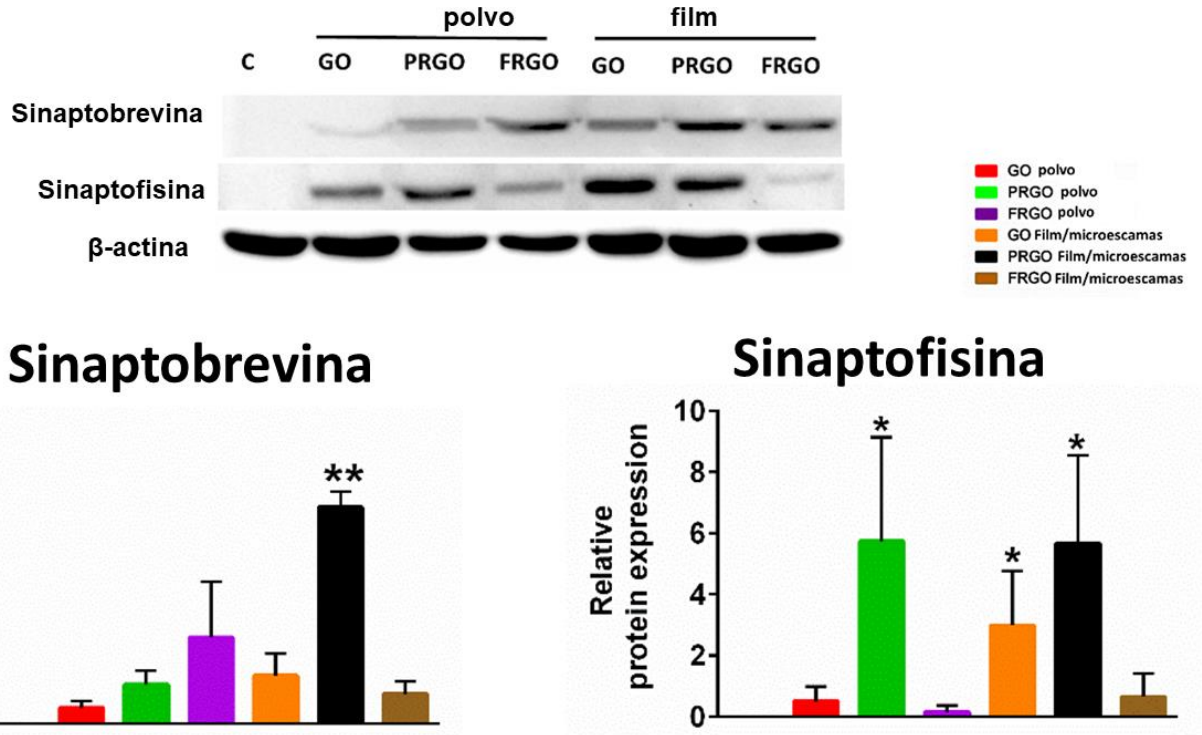 polvo film
C GO PRGO FRGO GO PRGO FRGO
Sinaptobrevina
Sinaptofisina
β-actina
GO polvo
PRGO polvo
FRGO polvo
GO Film/microescamas
PRGO Film/microescamas
FRGO Film/microescamas
Sinaptobrevina
**
Sinaptofisina
Relative
protein expression
10
8
6
4
2
0
*
*
*